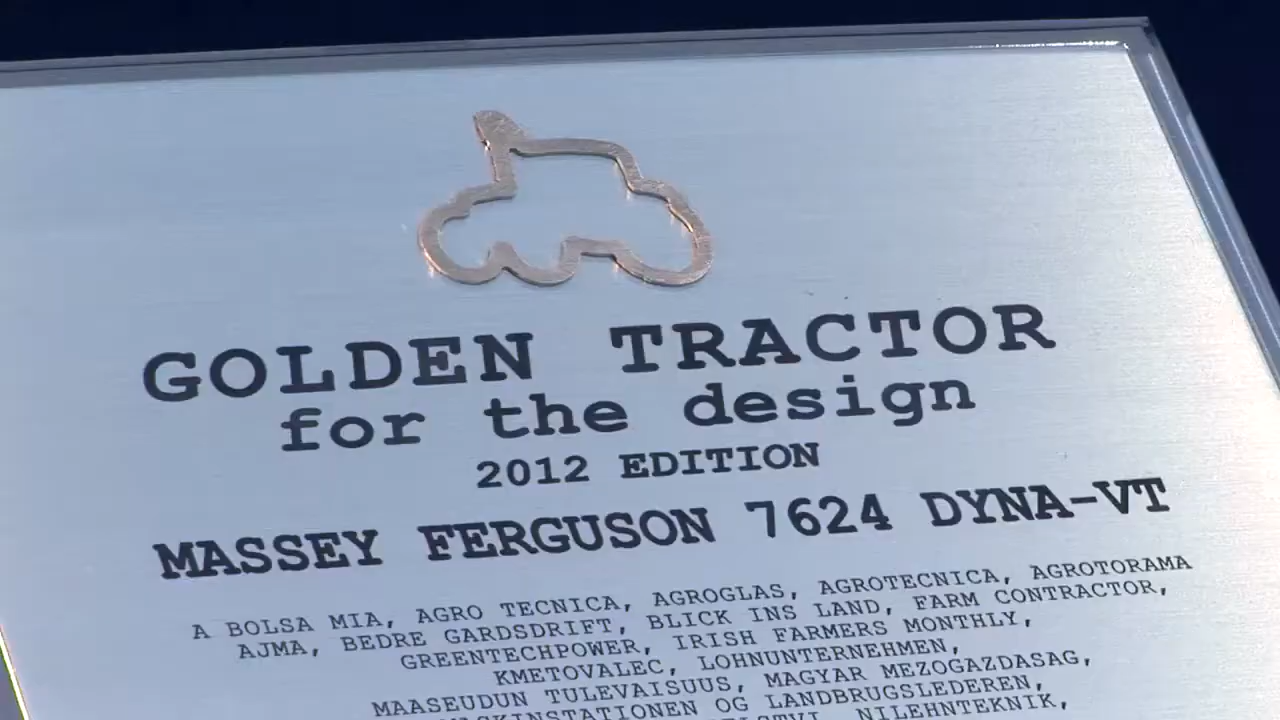 GOLDEN TRACTOR
for the design
2012 EDITION
MASSEY FERGUSON 7624 DYNA-VT
A BOLSA MIA, AGRO TECNICA, AGROGLAS, AGROTECNICA, AGROTORAMA
AJMA, BEDRE GARDSDRIFT, BLICK INS LAND, FARM CONTRACTOR,
GREENTECHPOWER, IRISH FARMERS MONTHLY,
KMETOVALEC, LOHNUNTERNEHMEN,
MAASEUDUN TULEVAISUUS, MAGYAR MEZOGAZDASAG,
OG LANDBRUGSLEDEREN,
NILEHNTEKNIK,